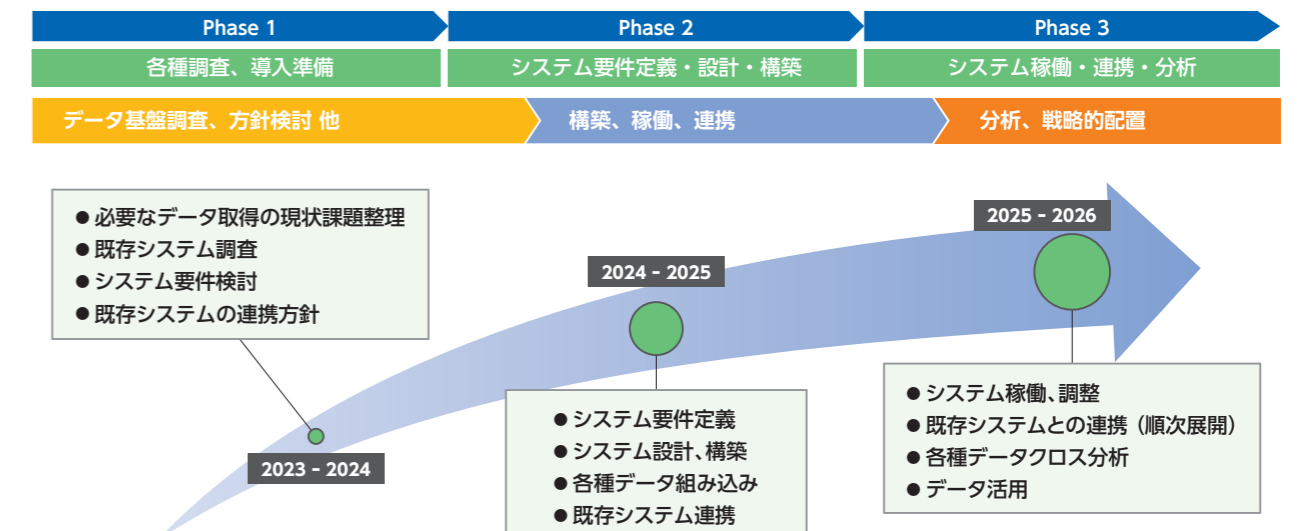 Phase 1
Phase 2
Phase 3
各種調査、導入準備
システム要件定義・設計・構築
システム稼働・連携・分析
データ基盤調査、方針検討 他
構築、稼働、連携
分析、戦略的配置
●必要なデータ取得の現状課題整理
●既存システム調査
●システム要件検討
●既存システムの連携方針
2023 - 2024
2024 - 2025
●システム要件定義
●システム設計、構築
●各種データ組み込み
●既存システム連携
2025 - 2026
●システム稼働、調整
●既存システムとの連携（順次展開）
●各種データクロス分析
●データ活用